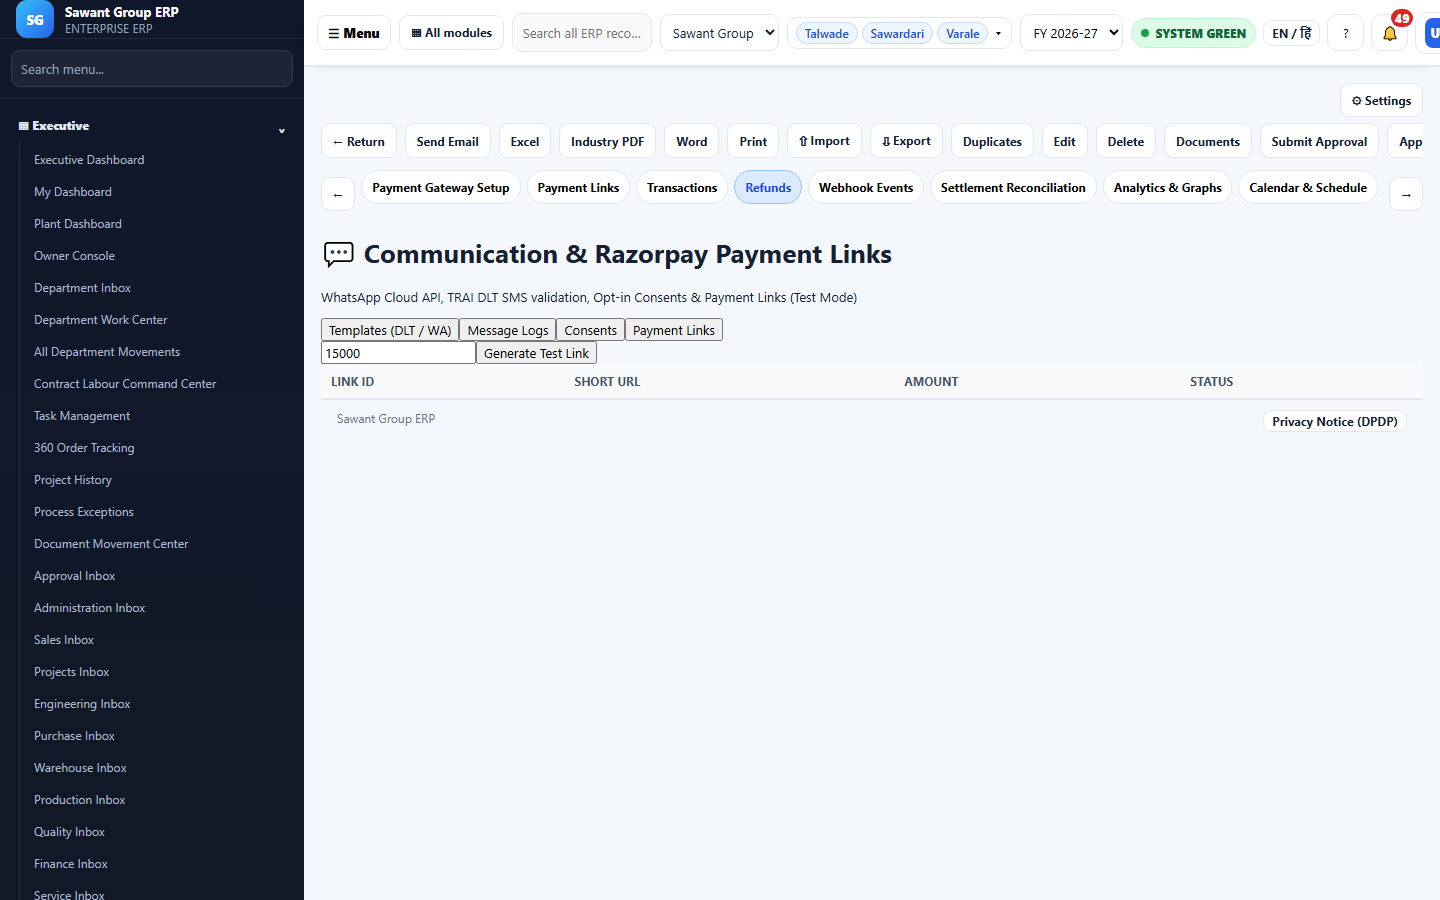 SG
Sawant Group ERP
ENTERPRISE ERP
Search menu...
Executive
Executive Dashboard
My Dashboard
Plant Dashboard
Owner Console
Department Inbox
Department Work Center
All Department Movements
Contract Labour Command Center
Task Management
360 Order Tracking
Project History
Process Exceptions
Document Movement Center
Approval Inbox
Administration Inbox
Sales Inbox
Projects Inbox
Engineering Inbox
Purchase Inbox
Warehouse Inbox
Production Inbox
Quality Inbox
Finance Inbox
Service Inbox
☰ Menu
All modules
Search all ERP reco...
Sawant Group
Talwade Sawardari Varale
FY 2026-27
SYSTEM GREEN
EN / हिं
?
49
U
⚙ Settings
← Return Send Email Excel Industry PDF Word Print ⇧ Import ⇩ Export Duplicates Edit Delete Documents Submit Approval App
← Payment Gateway Setup Payment Links Transactions Refunds Webhook Events Settlement Reconciliation Analytics & Graphs Calendar & Schedule →
Communication & Razorpay Payment Links
WhatsApp Cloud API, TRAI DLT SMS validation, Opt-in Consents & Payment Links (Test Mode)
Templates (DLT / WA) Message Logs Consents Payment Links
15000 Generate Test Link
LINK ID SHORT URL AMOUNT STATUS
Sawant Group ERP Privacy Notice (DPDP)